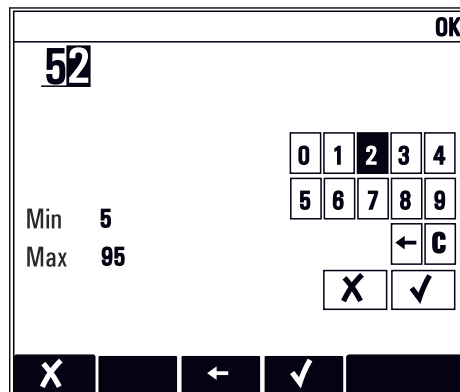 OK
52
0 1 2 3 4
5 6 7 8 9
Min 5
← C
Max 95
✗ ✓
✗ ← ✓